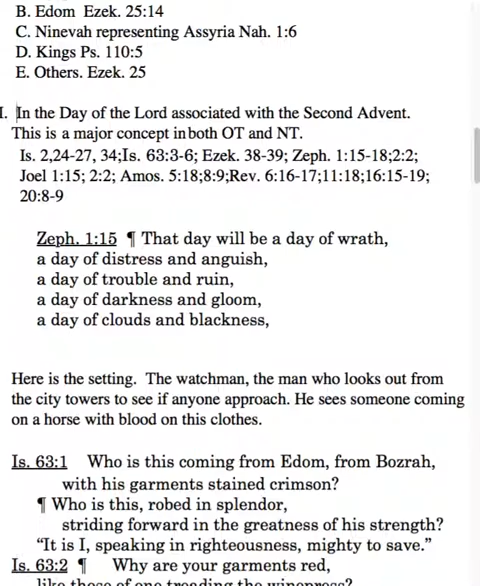 B. Edom  Ezek. 25:14
C. Ninevah representing Assyria Nah. 1:6
D. Kings Ps. 110:5
E. Others. Ezek. 25
I. In the Day of the Lord associated with the Second Advent.
This is a major concept in both OT and NT.
Is. 2,24-27, 34;Is. 63:3-6; Ezek. 38-39; Zeph. 1:15-18;2:2;
Joel 1:15; 2:2; Amos. 5:18;8:9;Rev. 6:16-17;11:18;16:15-19;
20:8-9
Zeph. 1:15 ¶ That day will be a day of wrath,
a day of distress and anguish,
a day of trouble and ruin,
a day of darkness and gloom,
a day of clouds and blackness,
Here is the setting.  The watchman, the man who looks out from
the city towers to see if anyone approach. He sees someone coming
on a horse with blood on this clothes.
Is. 63:1 Who is this coming from Edom, from Bozrah,
with his garments stained crimson?
¶ Who is this, robed in splendor,
striding forward in the greatness of his strength?
“It is I, speaking in righteousness, mighty to save.”
Is. 63:2 ¶ Why are your garments red,
like those of one treading the winepress?